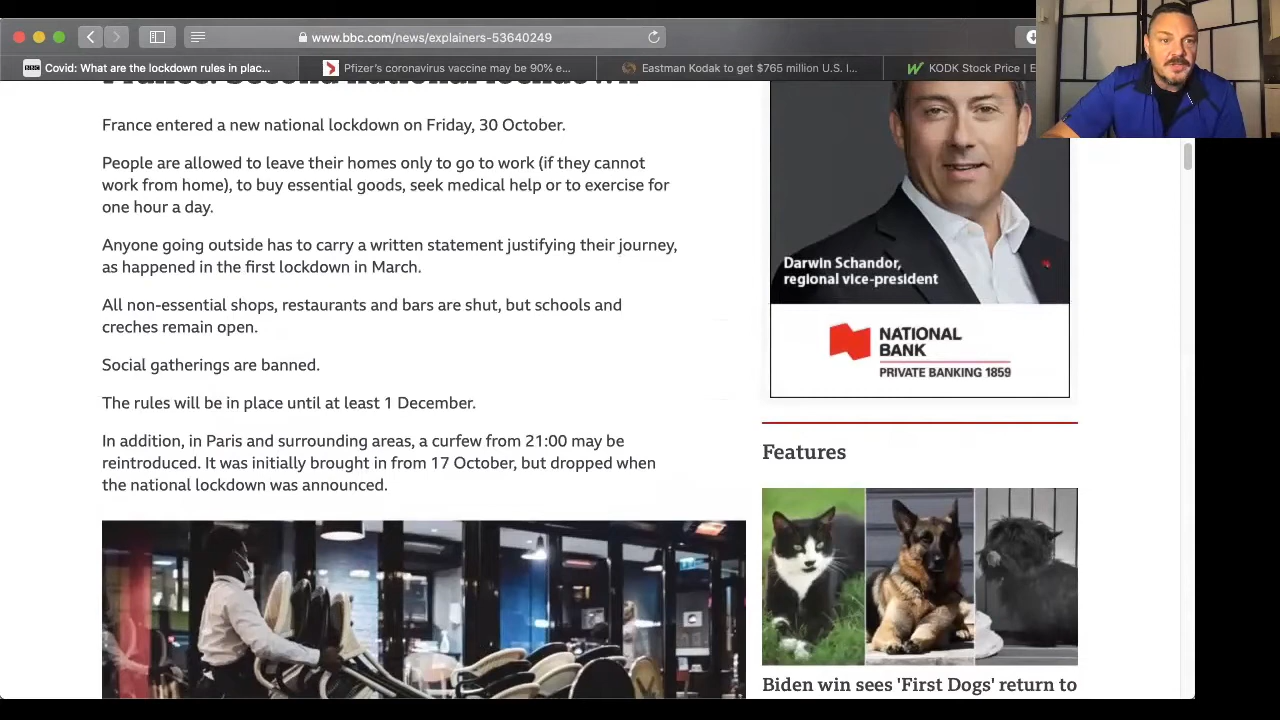 www.bbc.com/news/explainers-53640249
Covid: What are the lockdown rules in plac...
Pfizer's coronavirus vaccine may be 90% e...
Eastman Kodak to get $765 million U.S. l...
KODK Stock Price | E
France: Second national lockdown
France entered a new national lockdown on Friday, 30 October.
People are allowed to leave their homes only to go to work (if they cannot
work from home), to buy essential goods, seek medical help or to exercise for
one hour a day.
Anyone going outside has to carry a written statement justifying their journey,
as happened in the first lockdown in March.
All non-essential shops, restaurants and bars are shut, but schools and
creches remain open.
Social gatherings are banned.
The rules will be in place until at least 1 December.
In addition, in Paris and surrounding areas, a curfew from 21:00 may be
reintroduced. It was initially brought in from 17 October, but dropped when
the national lockdown was announced.
Darwin Schandor,
regional vice-president
NATIONAL
BANK
PRIVATE BANKING 1859
Features
Biden win sees 'First Dogs' return to